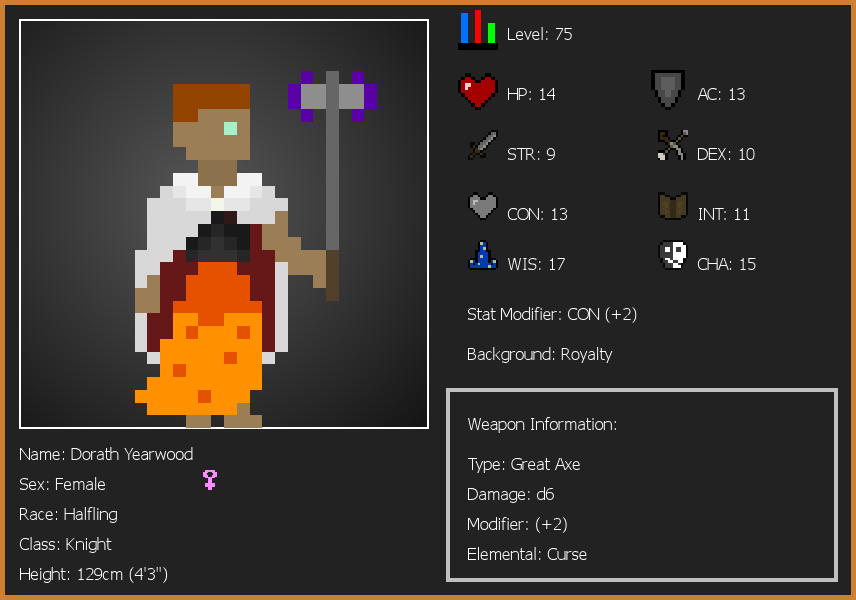 Level: 75
HP: 14
AC: 13
STR: 9
DEX: 10
CON: 13
INT: 11
WIS: 17
CHA: 15
Stat Modifier: CON (+2)
Background: Royalty
Weapon Information:
Type: Great Axe
Damage: d6
Modifier: (+2)
Elemental: Curse
Name: Dorath Yearwood
Sex: Female
Race: Halfling
Class: Knight
Height: 129cm (4'3")